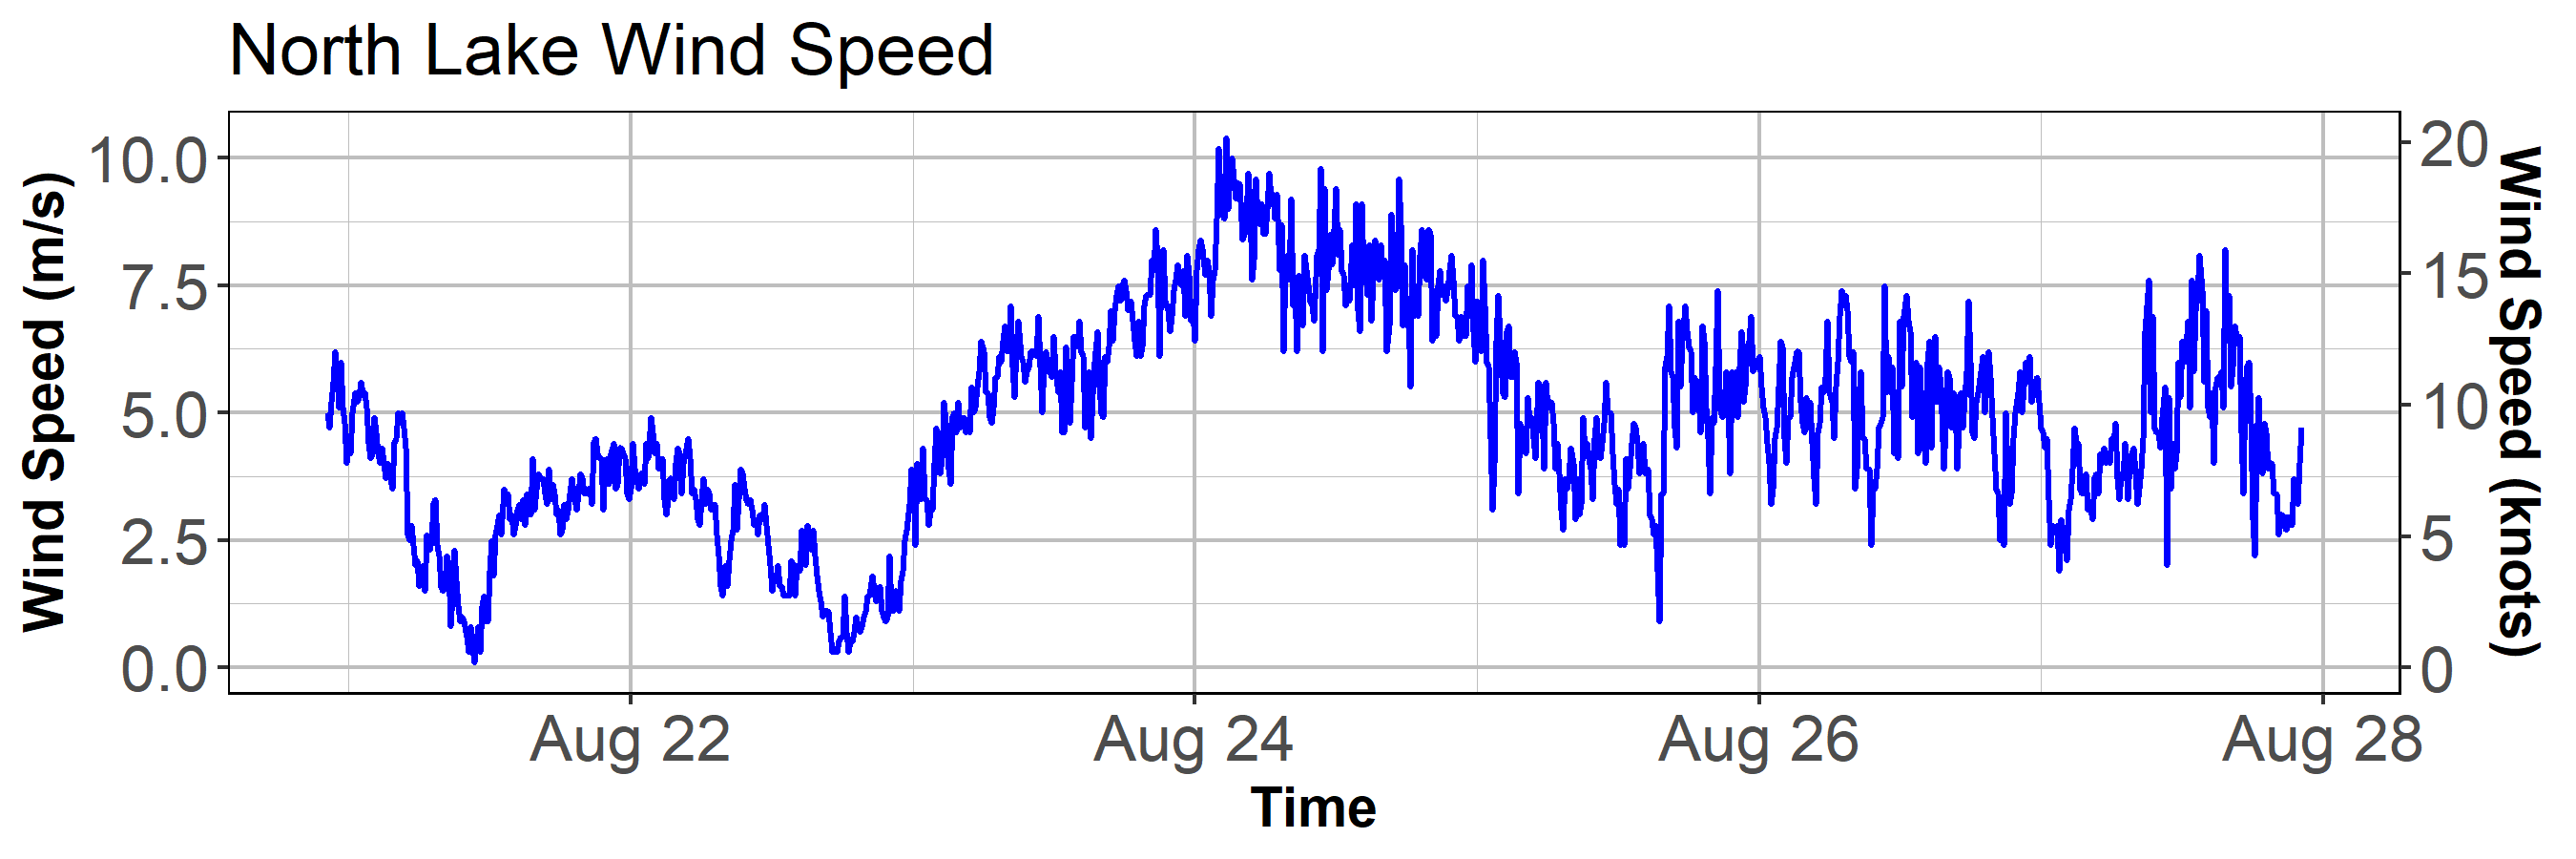 North Lake Wind Speed
Wind Speed (m/s)
10.0
7.5
5.0
2.5
0.0
20
15
10
5
0
Wind Speed (knots)
Aug 22
Aug 24
Aug 26
Aug 28
Time